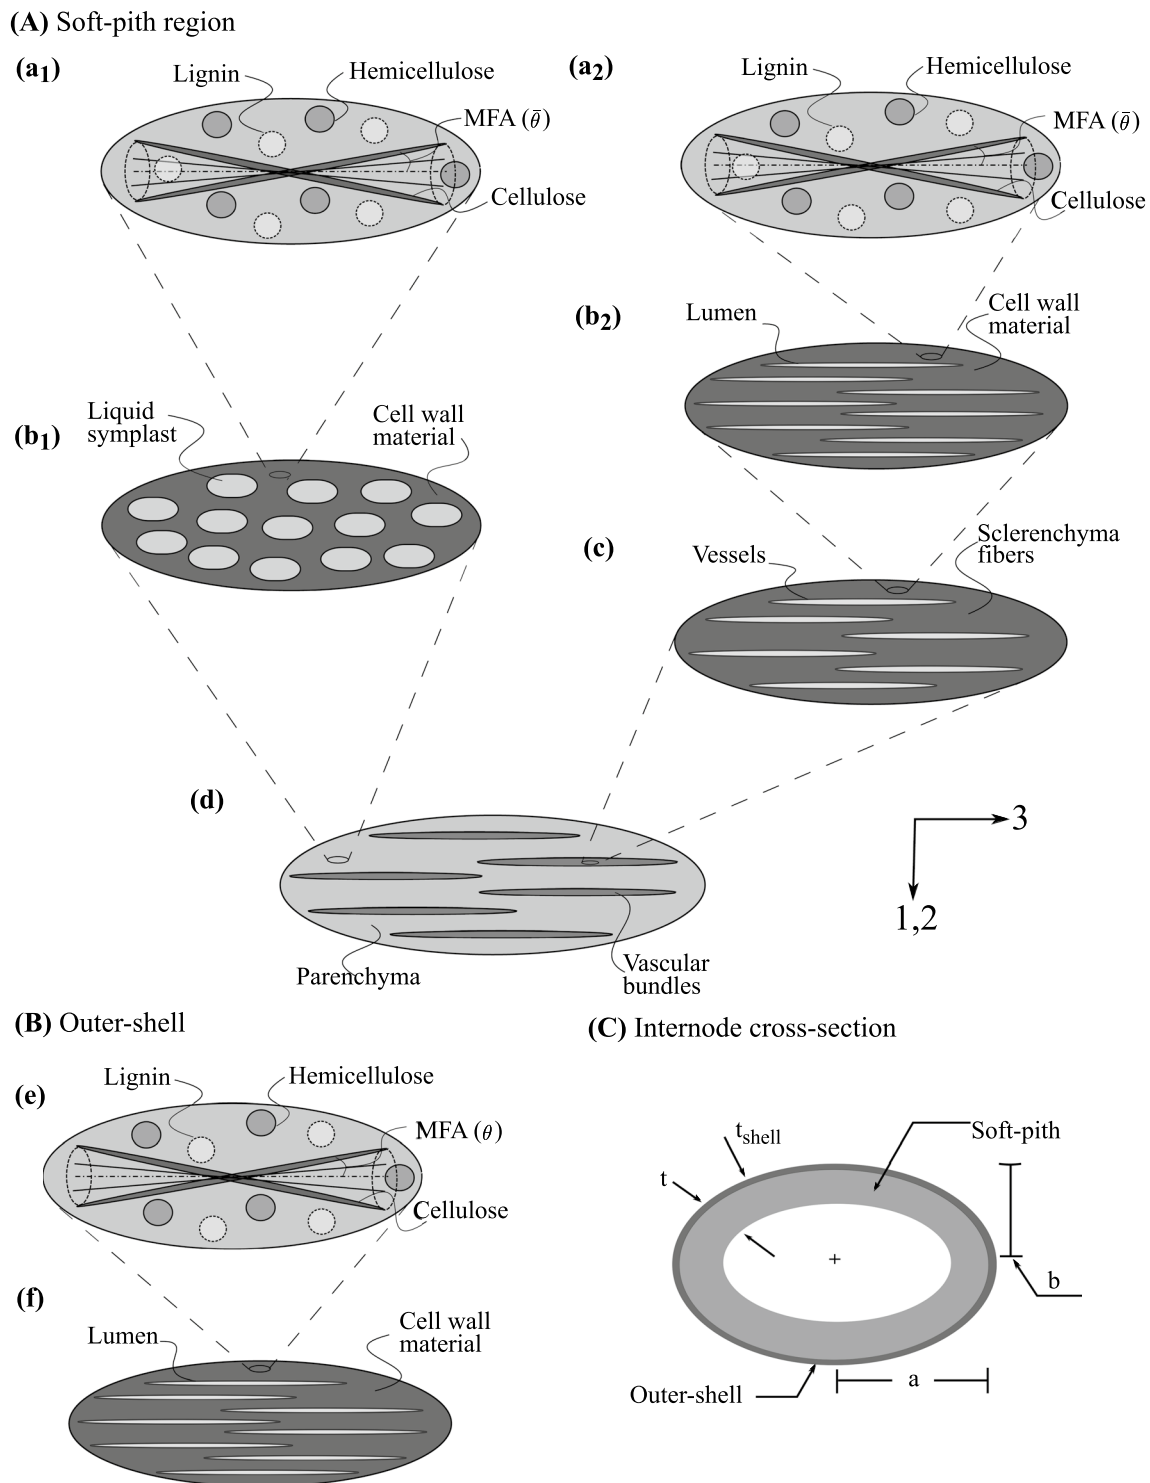 (A) Soft-pith region
(a1)
Lignin
Hemicellulose
MFA (θ̄)
Cellulose
(a2)
Lignin
Hemicellulose
MFA (θ̄)
Cellulose
(b2)
Lumen
Cell wall
material
(b1)
Liquid
symplast
Cell wall
material
(c)
Vessels
Sclerenchyma
fibers
(d)
Parenchyma
Vascular
bundles
3
1,2
(B) Outer-shell
(e)
Lignin
Hemicellulose
MFA (θ)
Cellulose
(f)
Lumen
Cell wall
material
(C) Internode cross-section
tshell
t
Soft-pith
b
a
Outer-shell